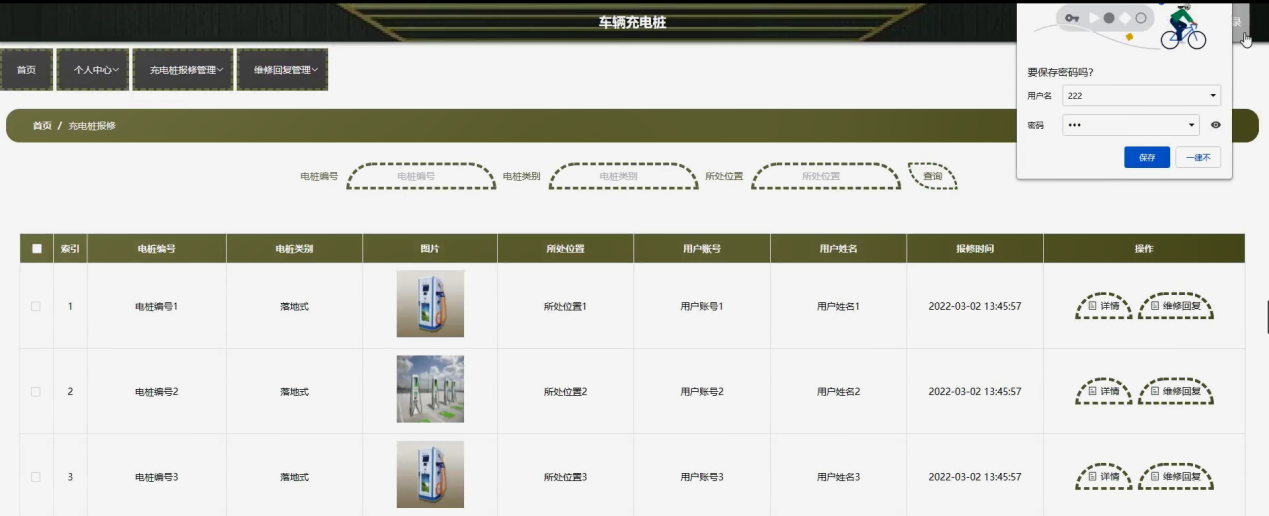 车辆充电桩
录
首页 个人中心 充电桩报修管理 维修回复管理
要保存密码吗?
用户名 222
密码 •••
保存 一律不
首页 / 充电桩报修
电桩编号 电桩编号 电桩类别 电桩类别 所处位置 所处位置 查询
索引 电桩编号 电桩类别 图片 所处位置 用户账号 用户姓名 报修时间 操作
1 电桩编号1 落地式 所处位置1 用户账号1 用户姓名1 2022-03-02 13:45:57 详情 维修回复
2 电桩编号2 落地式 所处位置2 用户账号2 用户姓名2 2022-03-02 13:45:57 详情 维修回复
3 电桩编号3 落地式 所处位置3 用户账号3 用户姓名3 2022-03-02 13:45:57 详情 维修回复